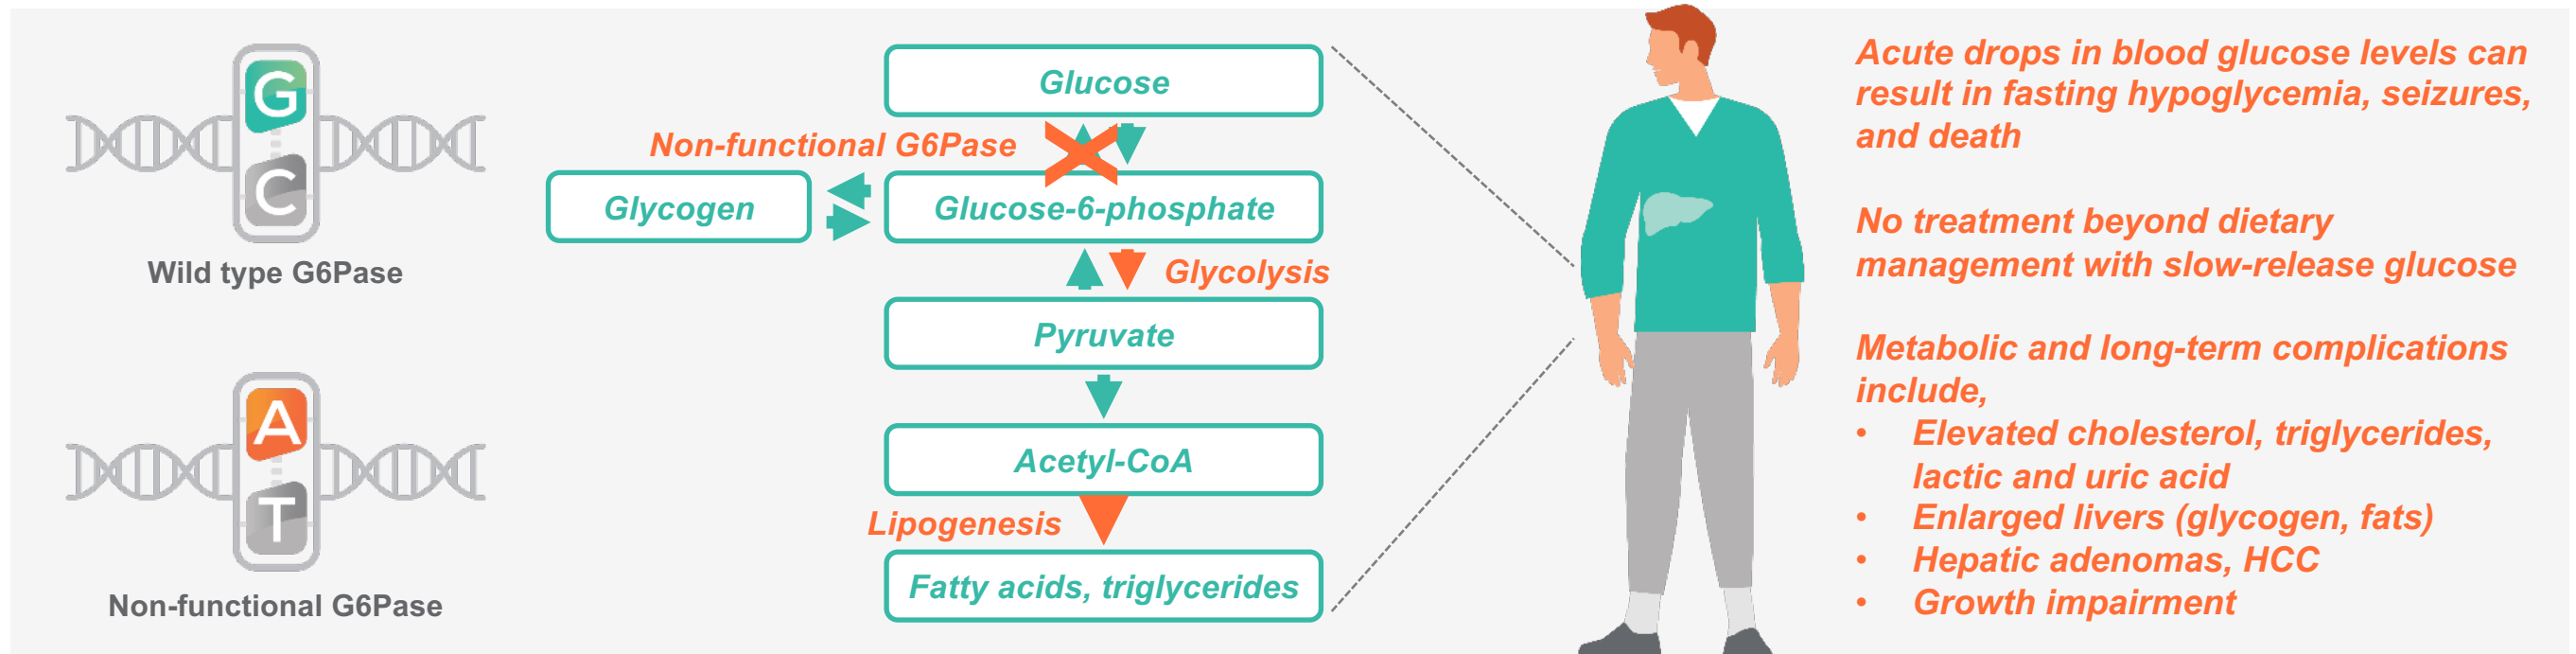 G
C
Wild type G6Pase
A
T
Non-functional G6Pase
Glucose
Non-functional G6Pase
Glycogen
Glucose-6-phosphate
Glycolysis
Pyruvate
Acetyl-CoA
Lipogenesis
Fatty acids, triglycerides
Acute drops in blood glucose levels can
result in fasting hypoglycemia, seizures,
and death
No treatment beyond dietary
management with slow-release glucose
Metabolic and long-term complications
include,
• Elevated cholesterol, triglycerides,
lactic and uric acid
• Enlarged livers (glycogen, fats)
• Hepatic adenomas, HCC
• Growth impairment